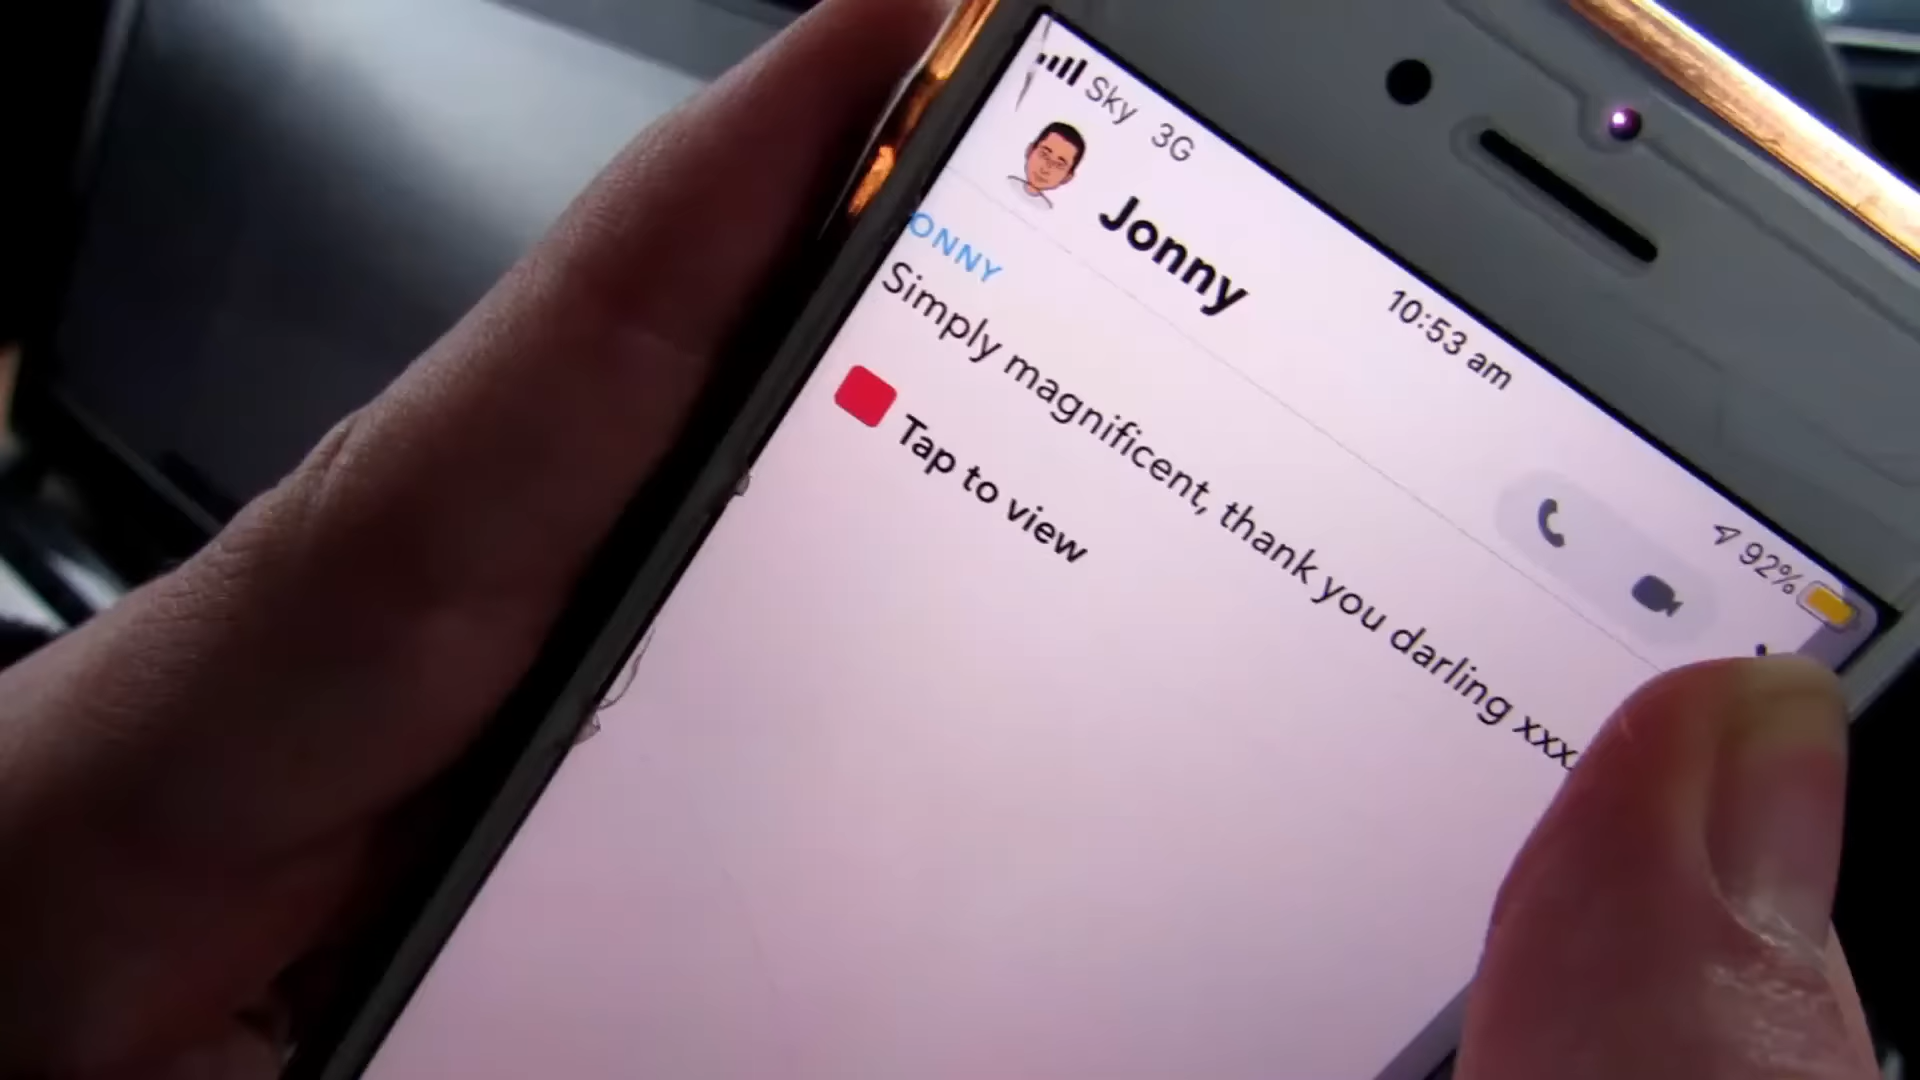 Sky 3G 10:53 am 92%
Jonny
ONNY
Simply magnificent, thank you darling xxx
Tap to view